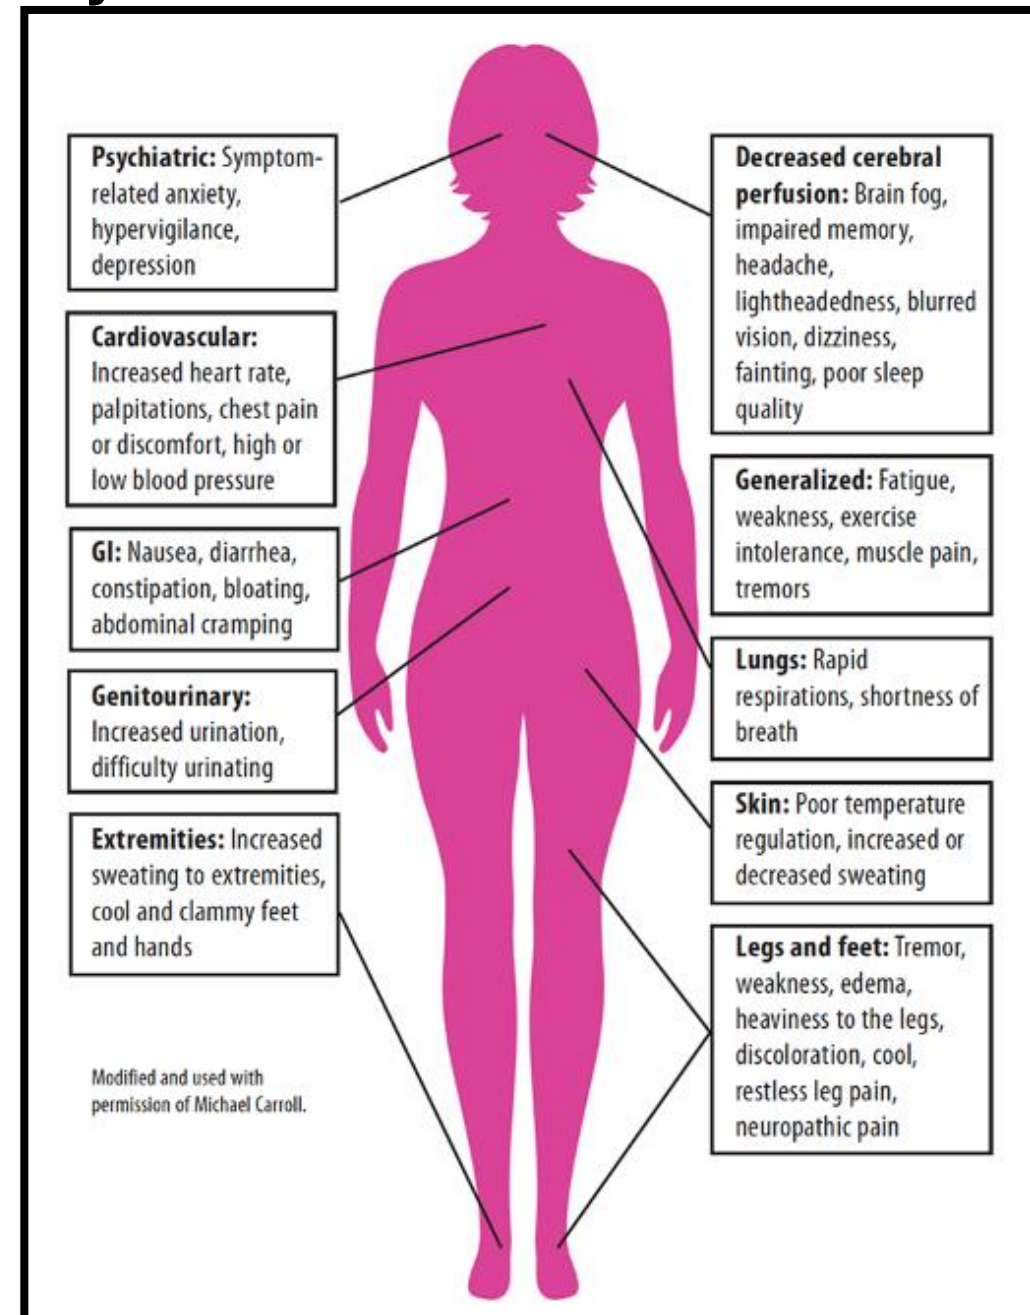 Psychiatric: Symptom-
related anxiety,
hypervigilance,
depression
Cardiovascular:
Increased heart rate,
palpitations, chest pain
or discomfort, high or
low blood pressure
GI: Nausea, diarrhea,
constipation, bloating,
abdominal cramping
Genitourinary:
Increased urination,
difficulty urinating
Extremities: Increased
sweating to extremities,
cool and clammy feet
and hands
Modified and used with
permission of Michael Carroll.
Decreased cerebral
perfusion: Brain fog,
impaired memory,
headache,
lightheadedness, blurred
vision, dizziness,
fainting, poor sleep
quality
Generalized: Fatigue,
weakness, exercise
intolerance, muscle pain,
tremors
Lungs: Rapid
respirations, shortness of
breath
Skin: Poor temperature
regulation, increased or
decreased sweating
Legs and feet: Tremor,
weakness, edema,
heaviness to the legs,
discoloration, cool,
restless leg pain,
neuropathic pain